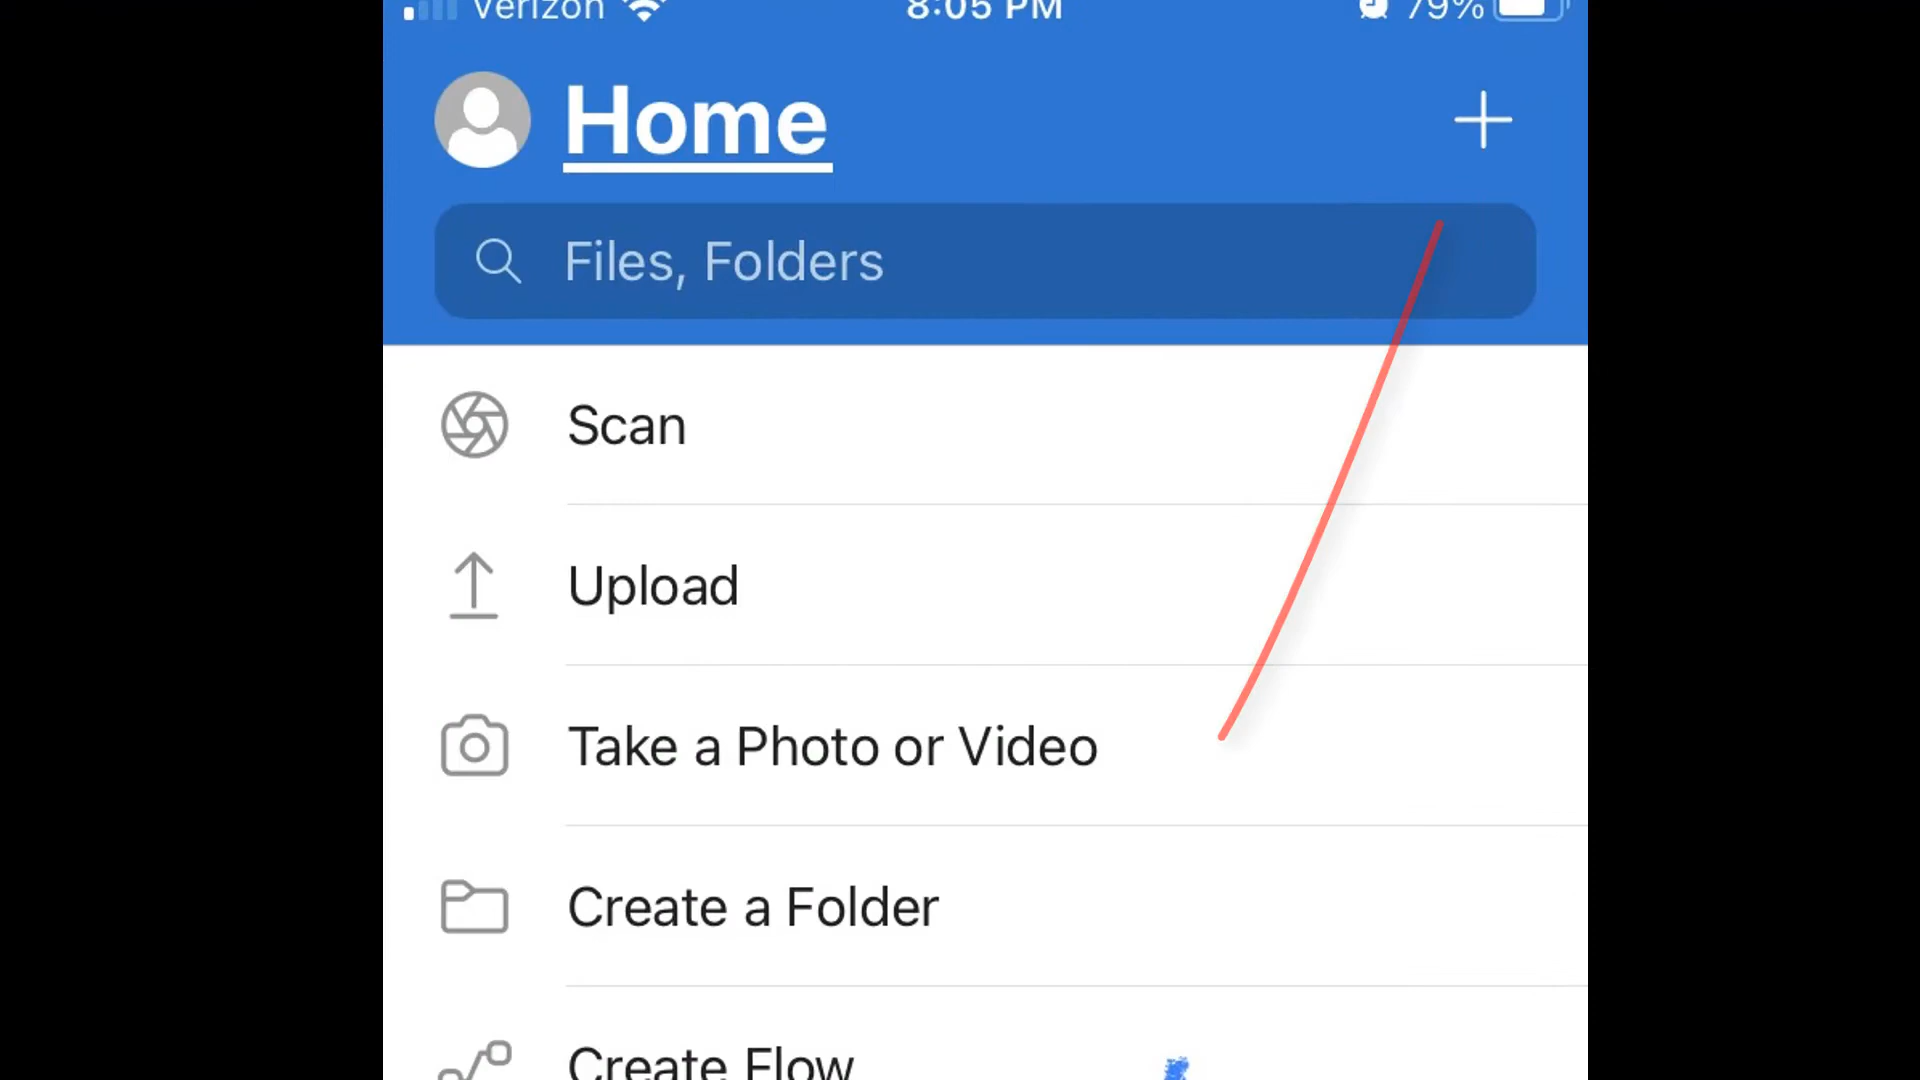 Verizon 8:05 PM 79%
Home
Files, Folders
Scan
Upload
Take a Photo or Video
Create a Folder
Create Flow